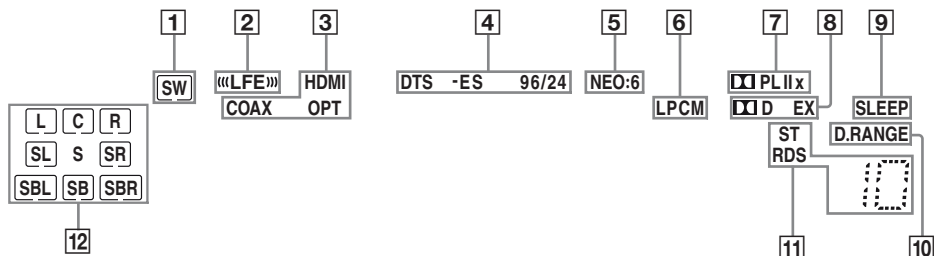 1 2 3 4 5 6 7 8 9
SW
(((LFE))) HDMI
COAX OPT
DTS -ES 96/24
NEO:6
LPCM
PL II x
D EX
SLEEP
ST
RDS
D.RANGE
10
L C R
SL S SR
SBL SB SBR
12 11 10